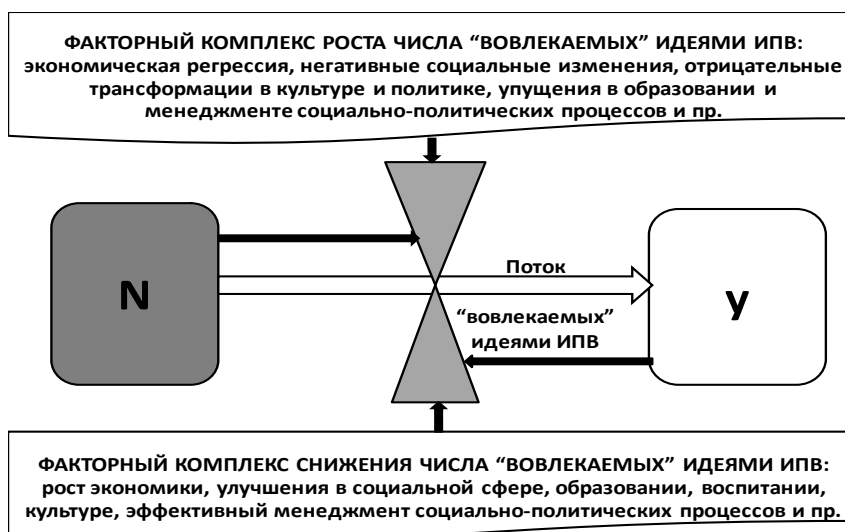 ФАКТОРНЫЙ КОМПЛЕКС РОСТА ЧИСЛА “ВОВЛЕКАЕМЫХ” ИДЕЯМИ ИПВ:
экономическая регрессия, негативные социальные изменения, отрицательные
трансформации в культуре и политике, упущения в образовании и
менеджменте социально-политических процессов и пр.
N
Поток
“вовлекаемых”
идеями ИПВ
y
ФАКТОРНЫЙ КОМПЛЕКС СНИЖЕНИЯ ЧИСЛА “ВОВЛЕКАЕМЫХ” ИДЕЯМИ ИПВ:
рост экономики, улучшения в социальной сфере, образовании, воспитании,
культуре, эффективный менеджмент социально-политических процессов и пр.